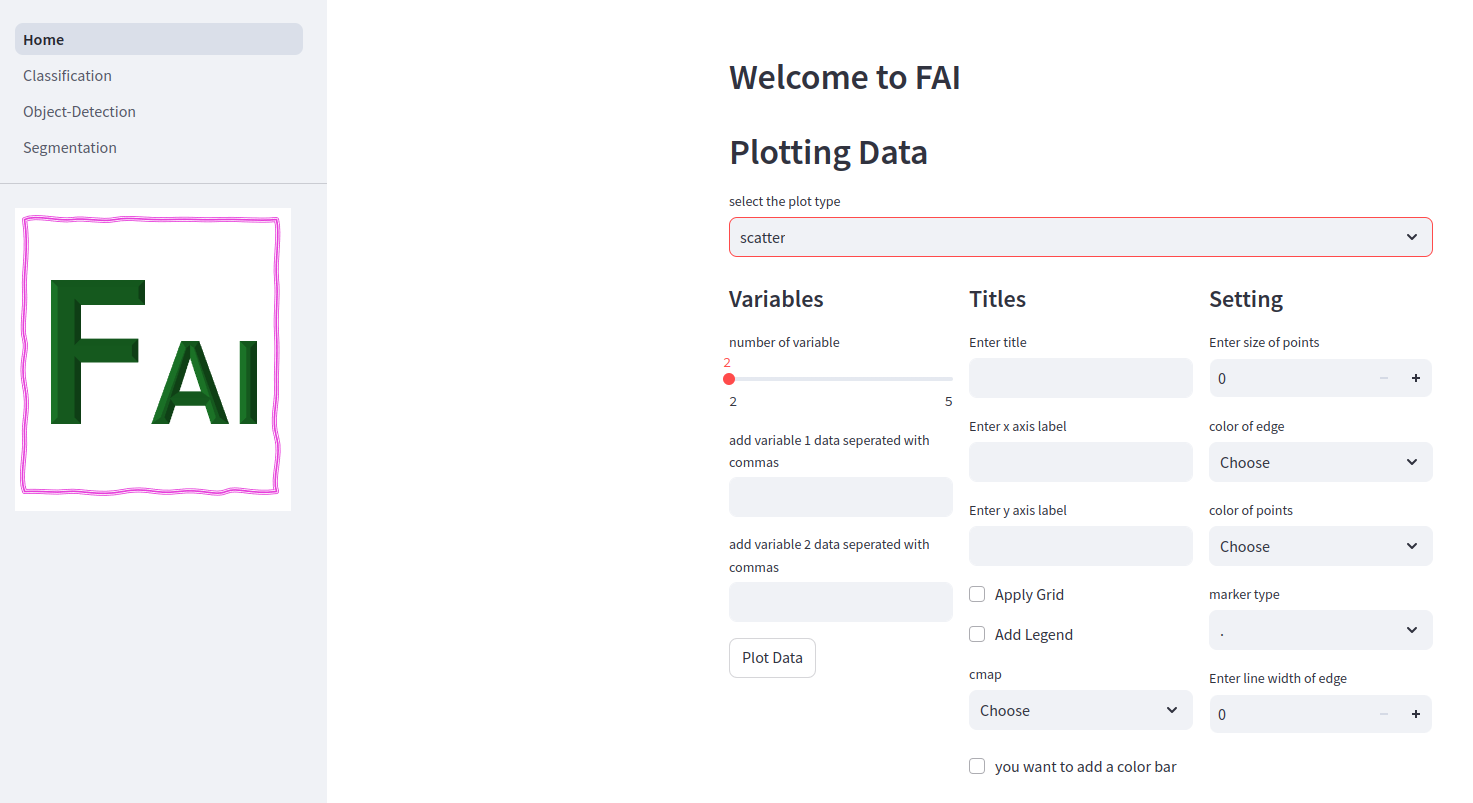 Home
Classification
Object-Detection
Segmentation
FAI
Welcome to FAI
Plotting Data
select the plot type
scatter
Variables
number of variable
2
2 5
add variable 1 data seperated with
commas
add variable 2 data seperated with
commas
Plot Data
Titles
Enter title
Enter x axis label
Enter y axis label
Apply Grid
Add Legend
cmap
Choose
you want to add a color bar
Setting
Enter size of points
0
color of edge
Choose
color of points
Choose
marker type
.
Enter line width of edge
0